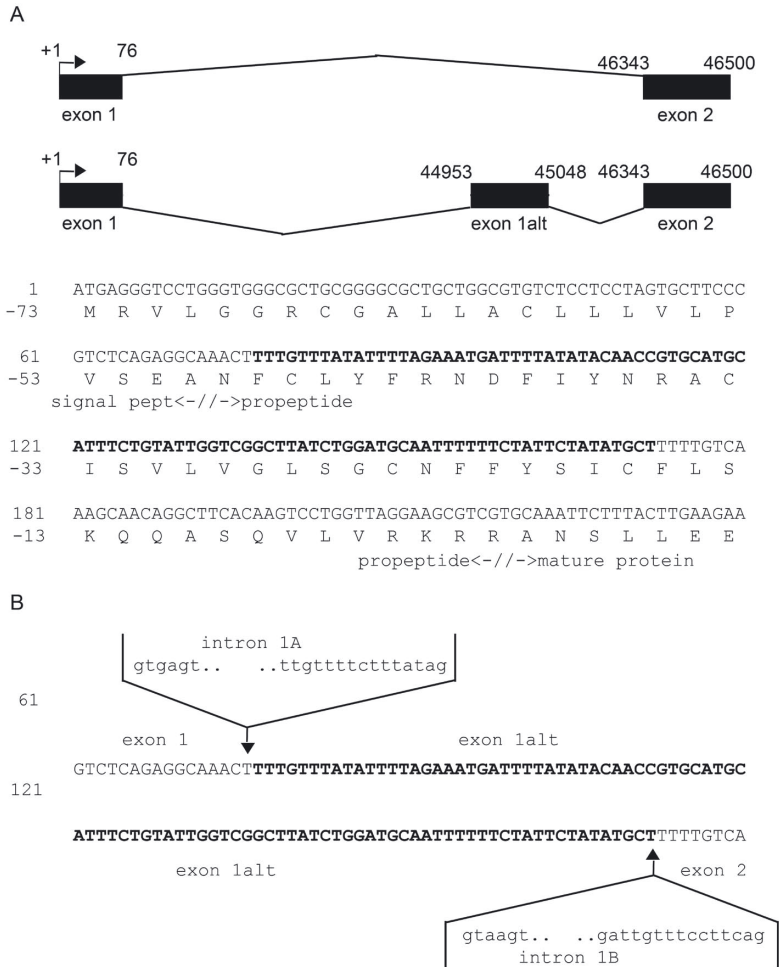 A
+1 76 46343 46500
exon 1 exon 2
+1 76 44953 45048 46343 46500
exon 1 exon 1alt exon 2
1 ATGAGGGTCCTGGGTGGGCGCTGCGGGGCGCTGCTGGCGTGTCTCCTCCTAGTGCTTCCC
-73 M R V L G G R C G A L L A C L L L V L P
61 GTCTCAGAGGCAAACTTTTGTTTATATTTTAGAAATGATTTTATATACAACCGTGCATGC
-53 V S E A N F C L Y F R N D F I Y N R A C
signal pept<-//->propeptide
121 ATTTCTGTATTGGTCGGCTTATCTGGATGCAATTTTTTCTATTCTATATGCTTTTTGTCA
-33 I S V L V G L S G C N F F Y S I C F L S
181 AAGCAACAGGCTTCACAAGTCCTGGTTAGGAAGCGTCGTGCAAATTCTTTACTTGAAGAA
-13 K Q Q A S Q V L V R K R R A N S L L E E
propeptide<-//->mature protein
B
intron 1A
gtgagt.. ..ttgttttctttatag
61
exon 1 exon 1alt
GTCTCAGAGGCAAACTTTTGTTTATATTTTAGAAATGATTTTATATACAACCGTGCATGC
121
ATTTCTGTATTGGTCGGCTTATCTGGATGCAATTTTTTCTATTCTATATGCTTTTTGTCA
exon 1alt exon 2
gtaagt.. ..gattgtttccttcag
intron 1B